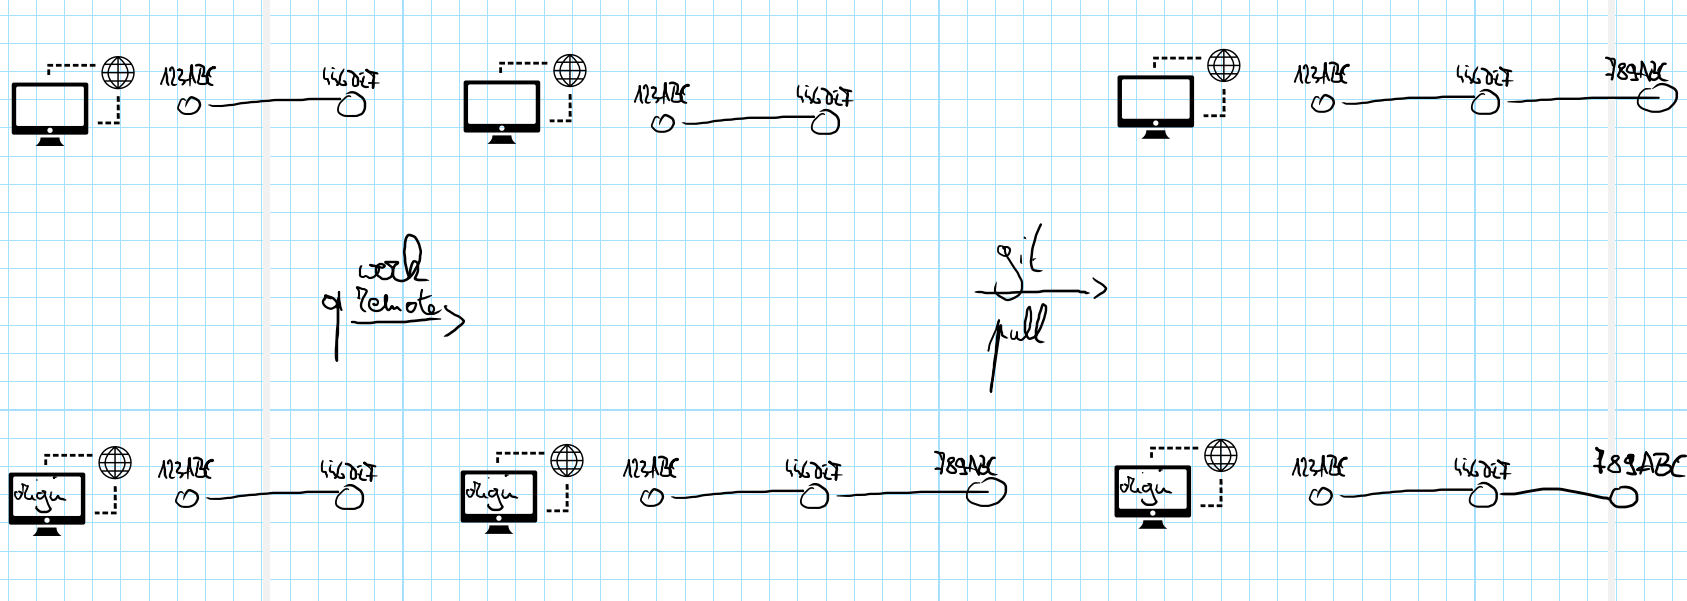 123ABC 456DEF
123ABC 456DEF
123ABC 456DEF 789ABC
work
remote
git
pull
origin 123ABC 456DEF
origin 123ABC 456DEF 789ABC
origin 123ABC 456DEF 789ABC